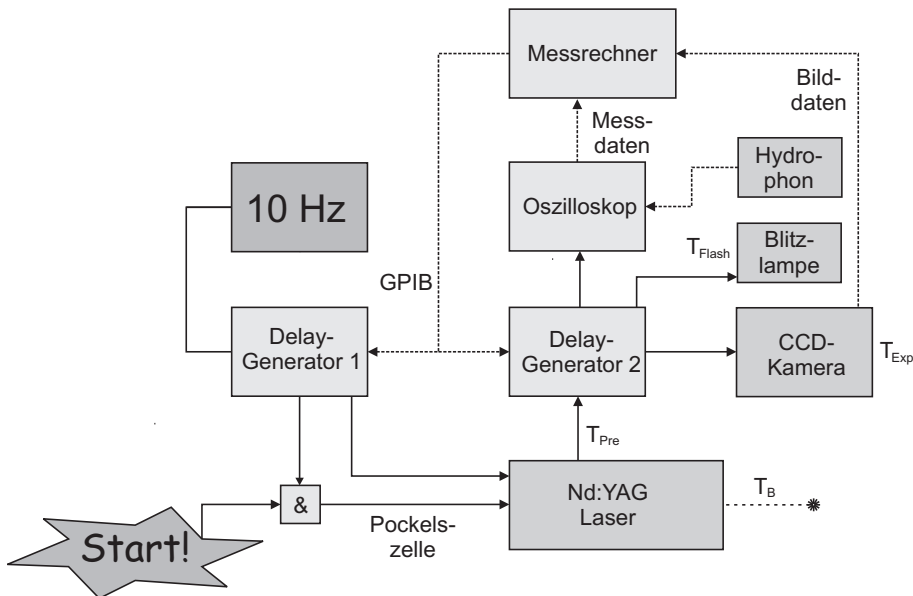 Messrechner
Bild-
daten
Mess-
daten
Hydro-
phon
10 Hz
Oszilloskop
T_Flash
Blitz-
lampe
GPIB
Delay-
Generator 1
Delay-
Generator 2
CCD-
Kamera
T_Exp
T_Pre
Nd:YAG
Laser
T_B
&
Pockels-
zelle
Start!